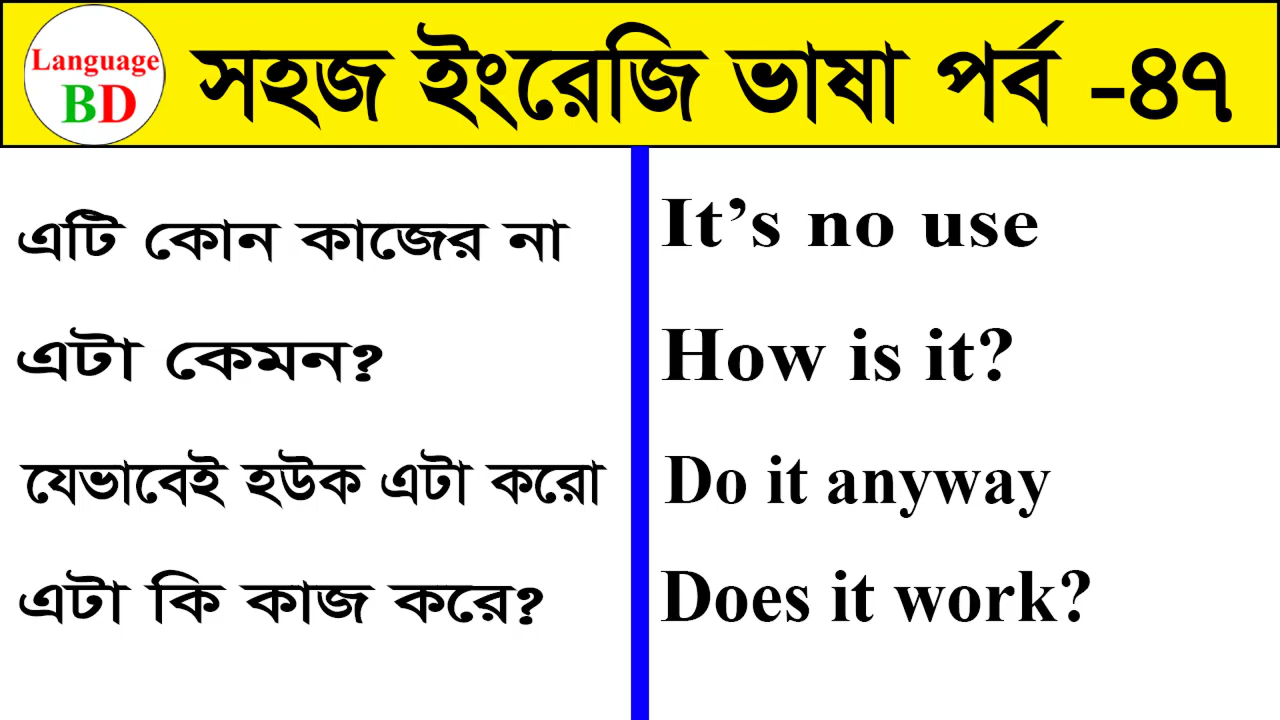 Language
BD
সহজ ইংরেজি ভাষা পর্ব -৪৭
এটি কোন কাজের না
It’s no use
এটা কেমন?
How is it?
যেভাবেই হউক এটা করো
Do it anyway
এটা কি কাজ করে?
Does it work?